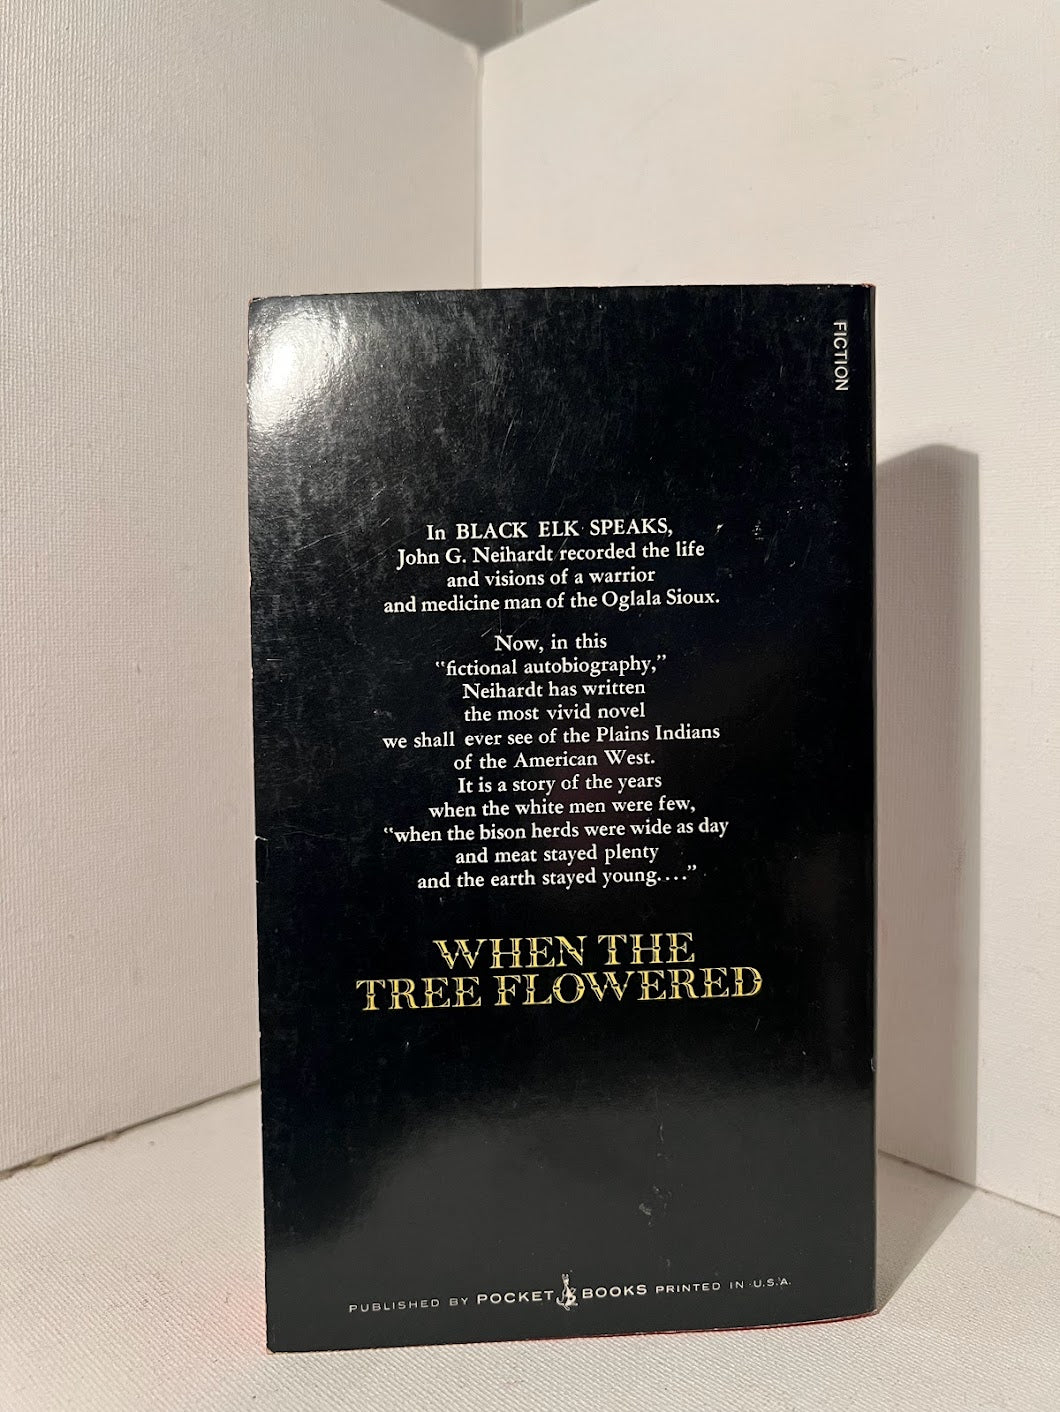 FICTION
In BLACK ELK SPEAKS,
John G. Neihardt recorded the life
and visions of a warrior
and medicine man of the Oglala Sioux.
Now, in this
"fictional autobiography,"
Neihardt has written
the most vivid novel
we shall ever see of the Plains Indians
of the American West.
It is a story of the years
when the white men were few,
"when the bison herds were wide as day
and meat stayed plenty
and the earth stayed young...."
WHEN THE
TREE FLOWERED
PUBLISHED BY POCKET BOOKS PRINTED IN U.S.A.